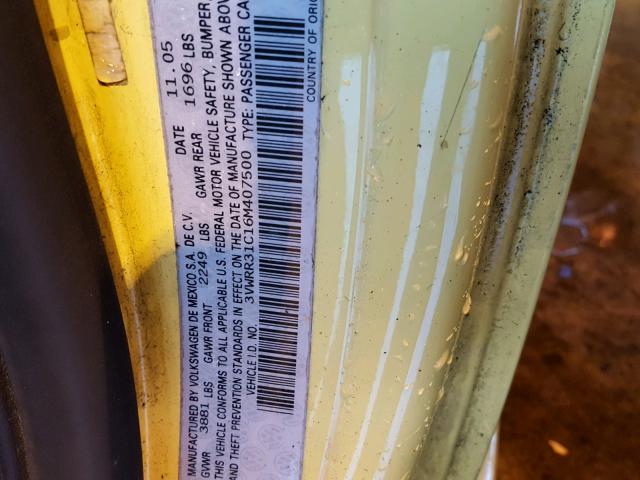 MANUFACTURED BY VOLKSWAGEN DE MEXICO S.A. DE C.V. DATE 11.05
GVWR 3881 LBS GAWR FRONT 2249 LBS GAWR REAR 1696 LBS
THIS VEHICLE CONFORMS TO ALL APPLICABLE U.S. FEDERAL MOTOR VEHICLE SAFETY, BUMPER,
AND THEFT PREVENTION STANDARDS IN EFFECT ON THE DATE OF MANUFACTURE SHOWN ABOV
VEHICLE I.D. NO. 3VWRR31C16M407500 TYPE: PASSENGER CA
COUNTRY OF ORIG